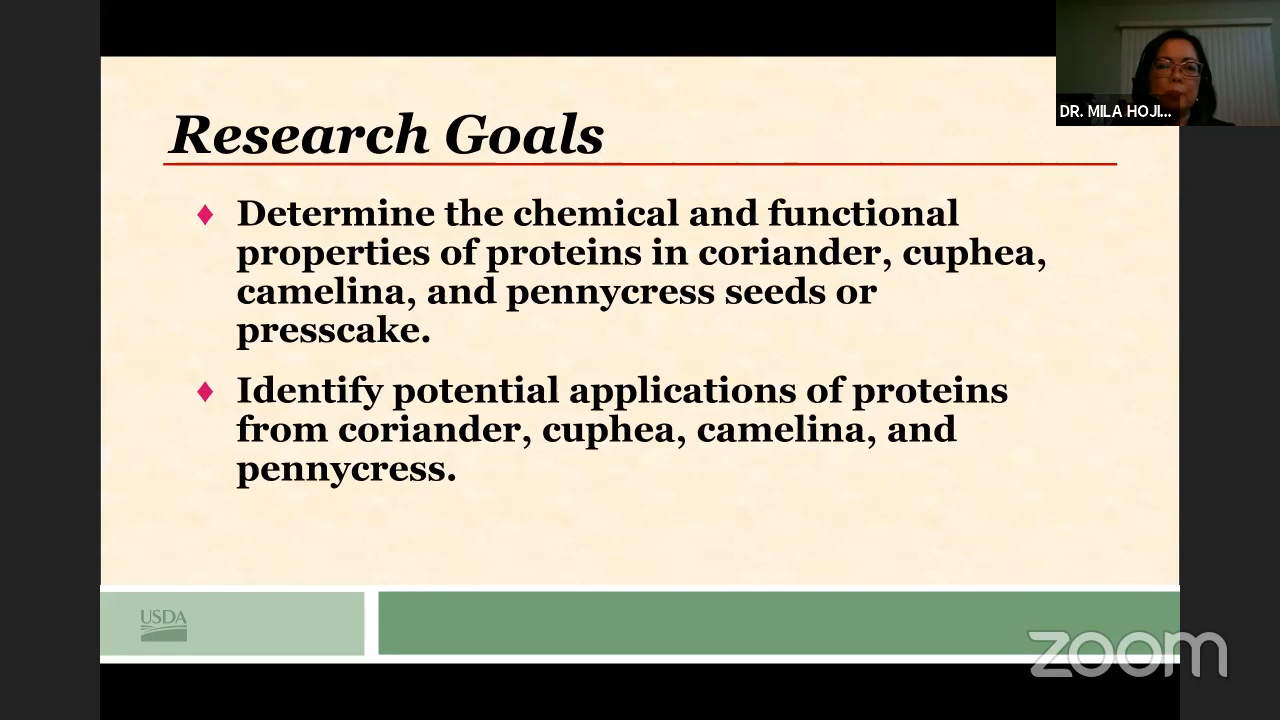 DR. MILA HOJI...
Research Goals
♦ Determine the chemical and functional
properties of proteins in coriander, cuphea,
camelina, and pennycress seeds or
presscake.
♦ Identify potential applications of proteins
from coriander, cuphea, camelina, and
pennycress.
USDA
zoom